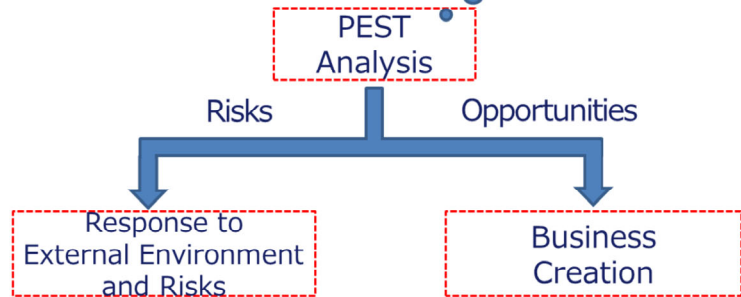 PEST
Analysis
Risks
Opportunities
Response to
External Environment
and Risks
Business
Creation